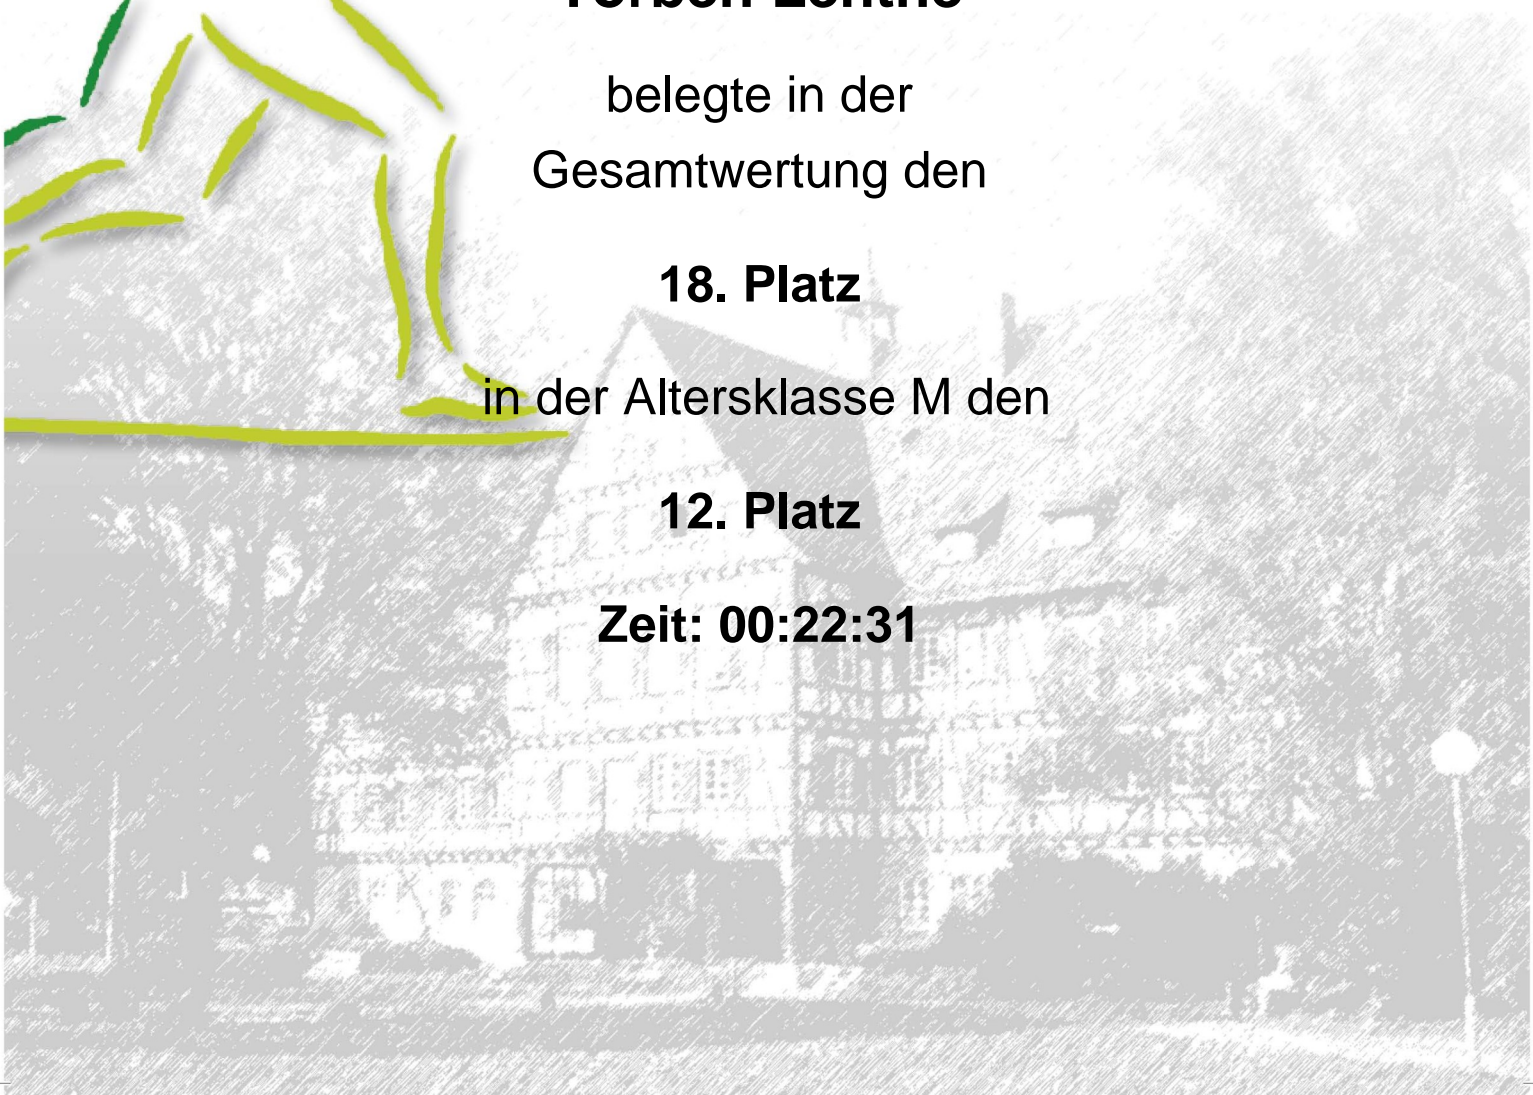 belegte in der
Gesamtwertung den
18. Platz
in der Altersklasse M den
12. Platz
Zeit: 00:22:31